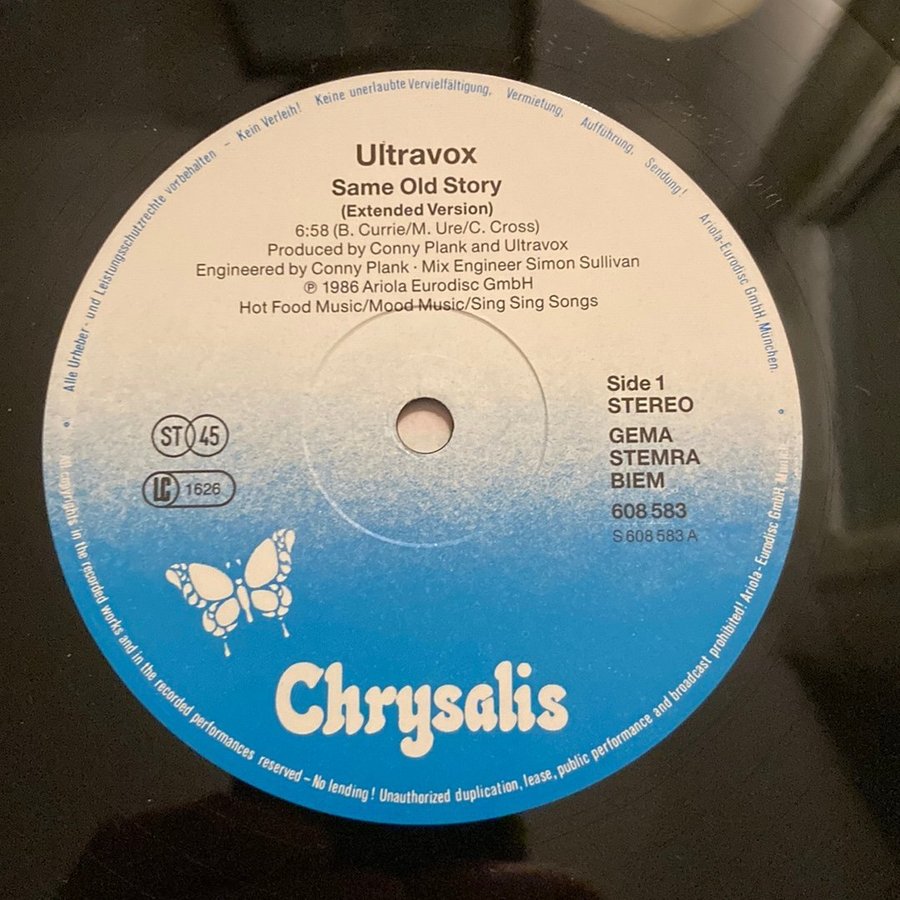 Alle Urheber- und Leistungsschutzrechte vorbehalten – Kein Verleih! Keine unerlaubte Vervielfältigung, Vermietung, Aufführung, Sendung! Ariola-Eurodisc GmbH, München.
Ultravox
Same Old Story
(Extended Version)
6:58 (B. Currie/M. Ure/C. Cross)
Produced by Conny Plank and Ultravox
Engineered by Conny Plank · Mix Engineer Simon Sullivan
℗ 1986 Ariola Eurodisc GmbH
Hot Food Music/Mood Music/Sing Sing Songs
Side 1
STEREO
ST 45
GEMA
STEMRA
BIEM
LC 1626
608 583
S 608 583 A
Chrysalis
All copyrights in the recorded works and in the recorded performances reserved – No lending! Unauthorized duplication, lease, public performance and broadcast prohibited! Ariola-Eurodisc GmbH, Munich.